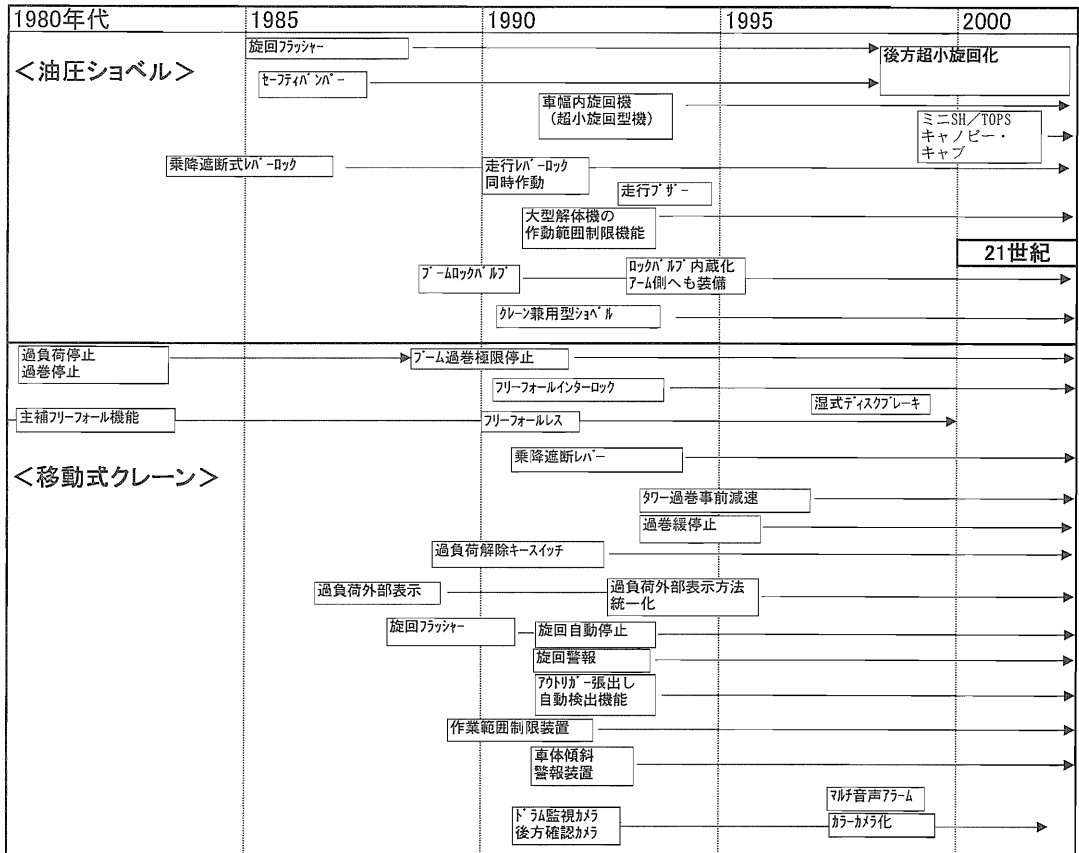 1980年代 1985 1990 1995 2000
＜油圧ショベル＞
旋回ﾌﾗｯｼｬｰ
後方超小旋回化
ｾｰﾌﾃｨﾊﾞﾝﾊﾟｰ
車幅内旋回機
（超小旋回型機）
ミニSH／TOPS
キャノピー・
キャブ
乗降遮断式ﾚﾊﾞｰﾛｯｸ
走行ﾚﾊﾞｰﾛｯｸ
同時作動
走行ﾌﾞｻﾞｰ
大型解体機の
作動範囲制限機能
21世紀
ﾌﾞｰﾑﾛｯｸﾊﾞﾙﾌﾞ
ﾛｯｸﾊﾞﾙﾌﾞ内蔵化
ｱｰﾑ側へも装備
ｸﾚｰﾝ兼用型ｼｮﾍﾞﾙ
過負荷停止
過巻停止
ﾌﾞｰﾑ過巻極限停止
ﾌﾘｰﾌｫｰﾙｲﾝﾀｰﾛｯｸ
湿式ﾃﾞｨｽｸﾌﾞﾚｰｷ
主補ﾌﾘｰﾌｫｰﾙ機能
ﾌﾘｰﾌｫｰﾙﾚｽ
＜移動式クレーン＞
乗降遮断ﾚﾊﾞｰ
ﾀﾜｰ過巻事前減速
過巻緩停止
過負荷解除ｷｰｽｲｯﾁ
過負荷外部表示
過負荷外部表示方法
統一化
旋回ﾌﾗｯｼｬｰ
旋回自動停止
旋回警報
ｱｳﾄﾘｶﾞｰ張出し
自動検出機能
作業範囲制限装置
車体傾斜
警報装置
ﾏﾙﾁ音声ｱﾗｰﾑ
ﾄﾞﾗﾑ監視ｶﾒﾗ
後方確認ｶﾒﾗ
ｶﾗｰｶﾒﾗ化